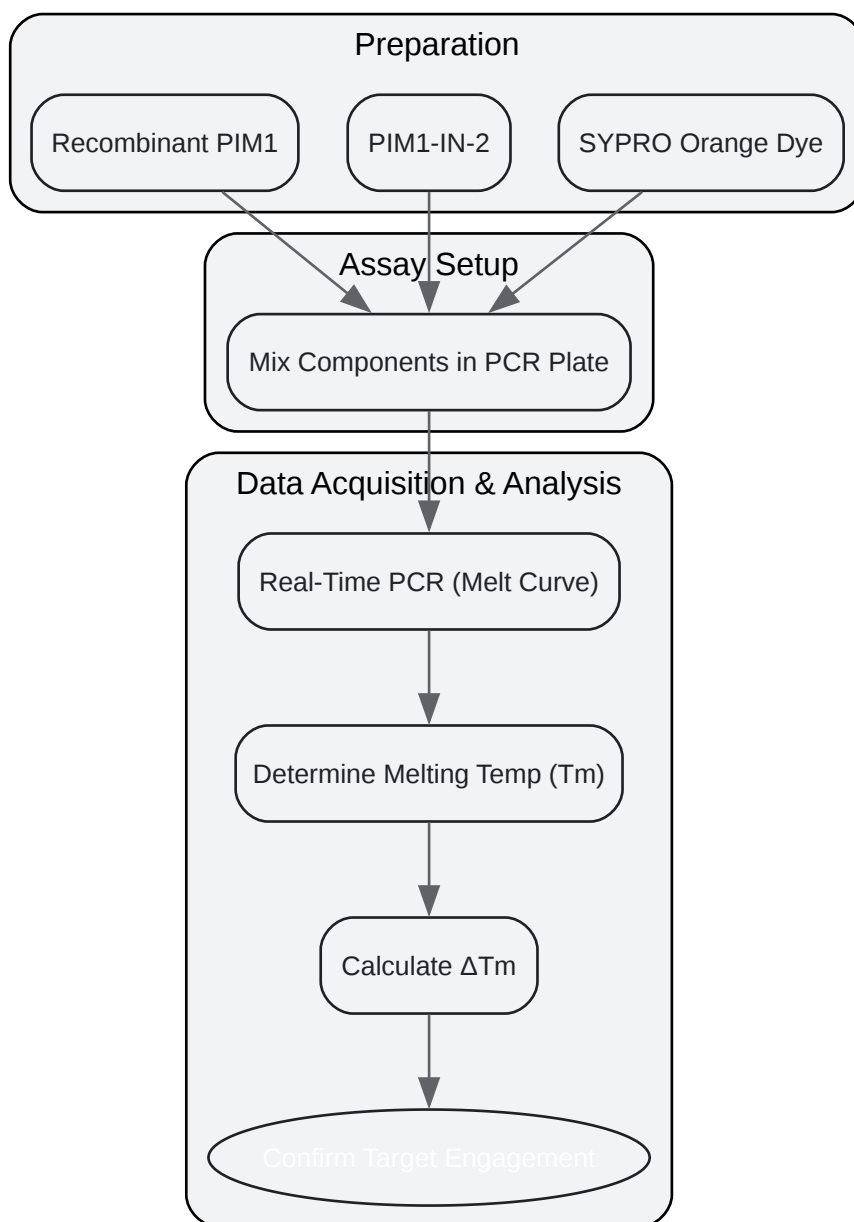 Preparation
Recombinant PIM1
PIM1-IN-2
SYPRO Orange Dye
Assay Setup
Mix Components in PCR Plate
Data Acquisition & Analysis
Real-Time PCR (Melt Curve)
Determine Melting Temp (Tm)
Calculate ΔTm
Confirm Target Engagement